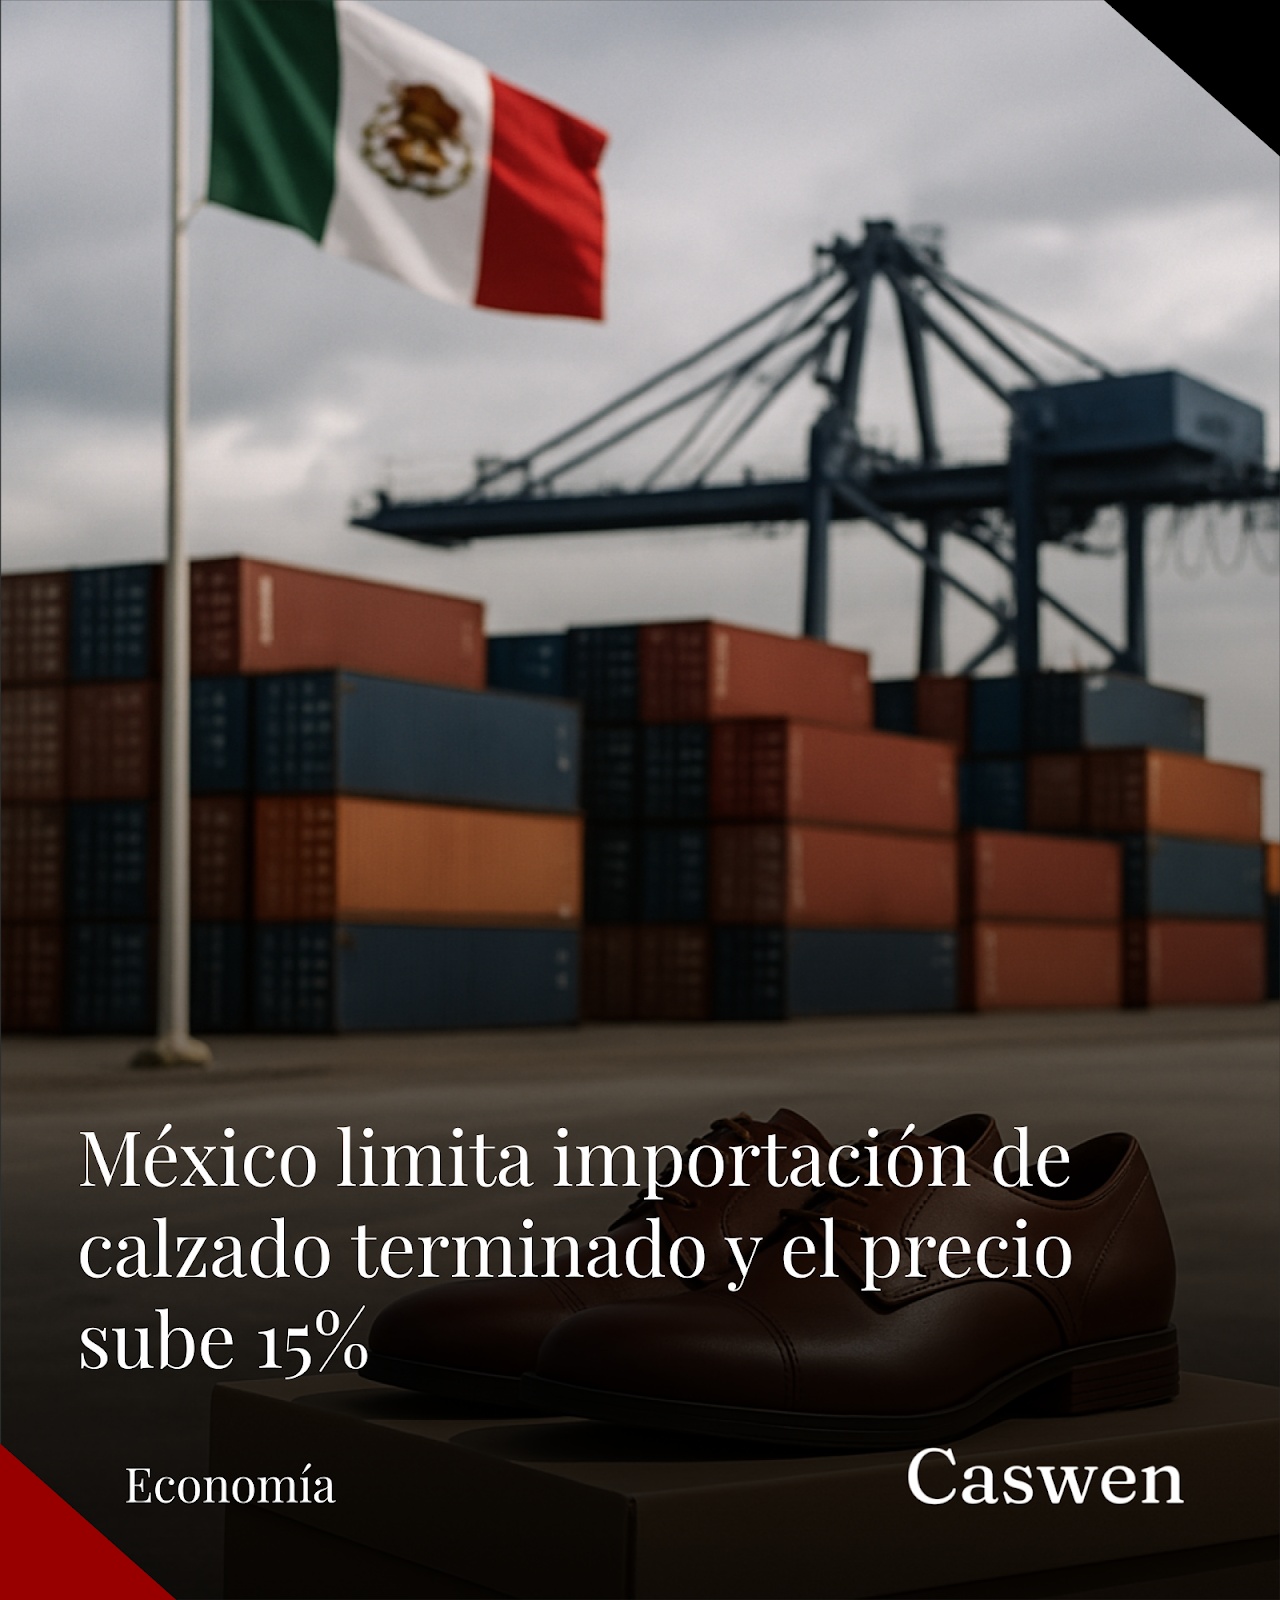 México limita importación de
calzado terminado y el precio
sube 15%
Economía
Caswen